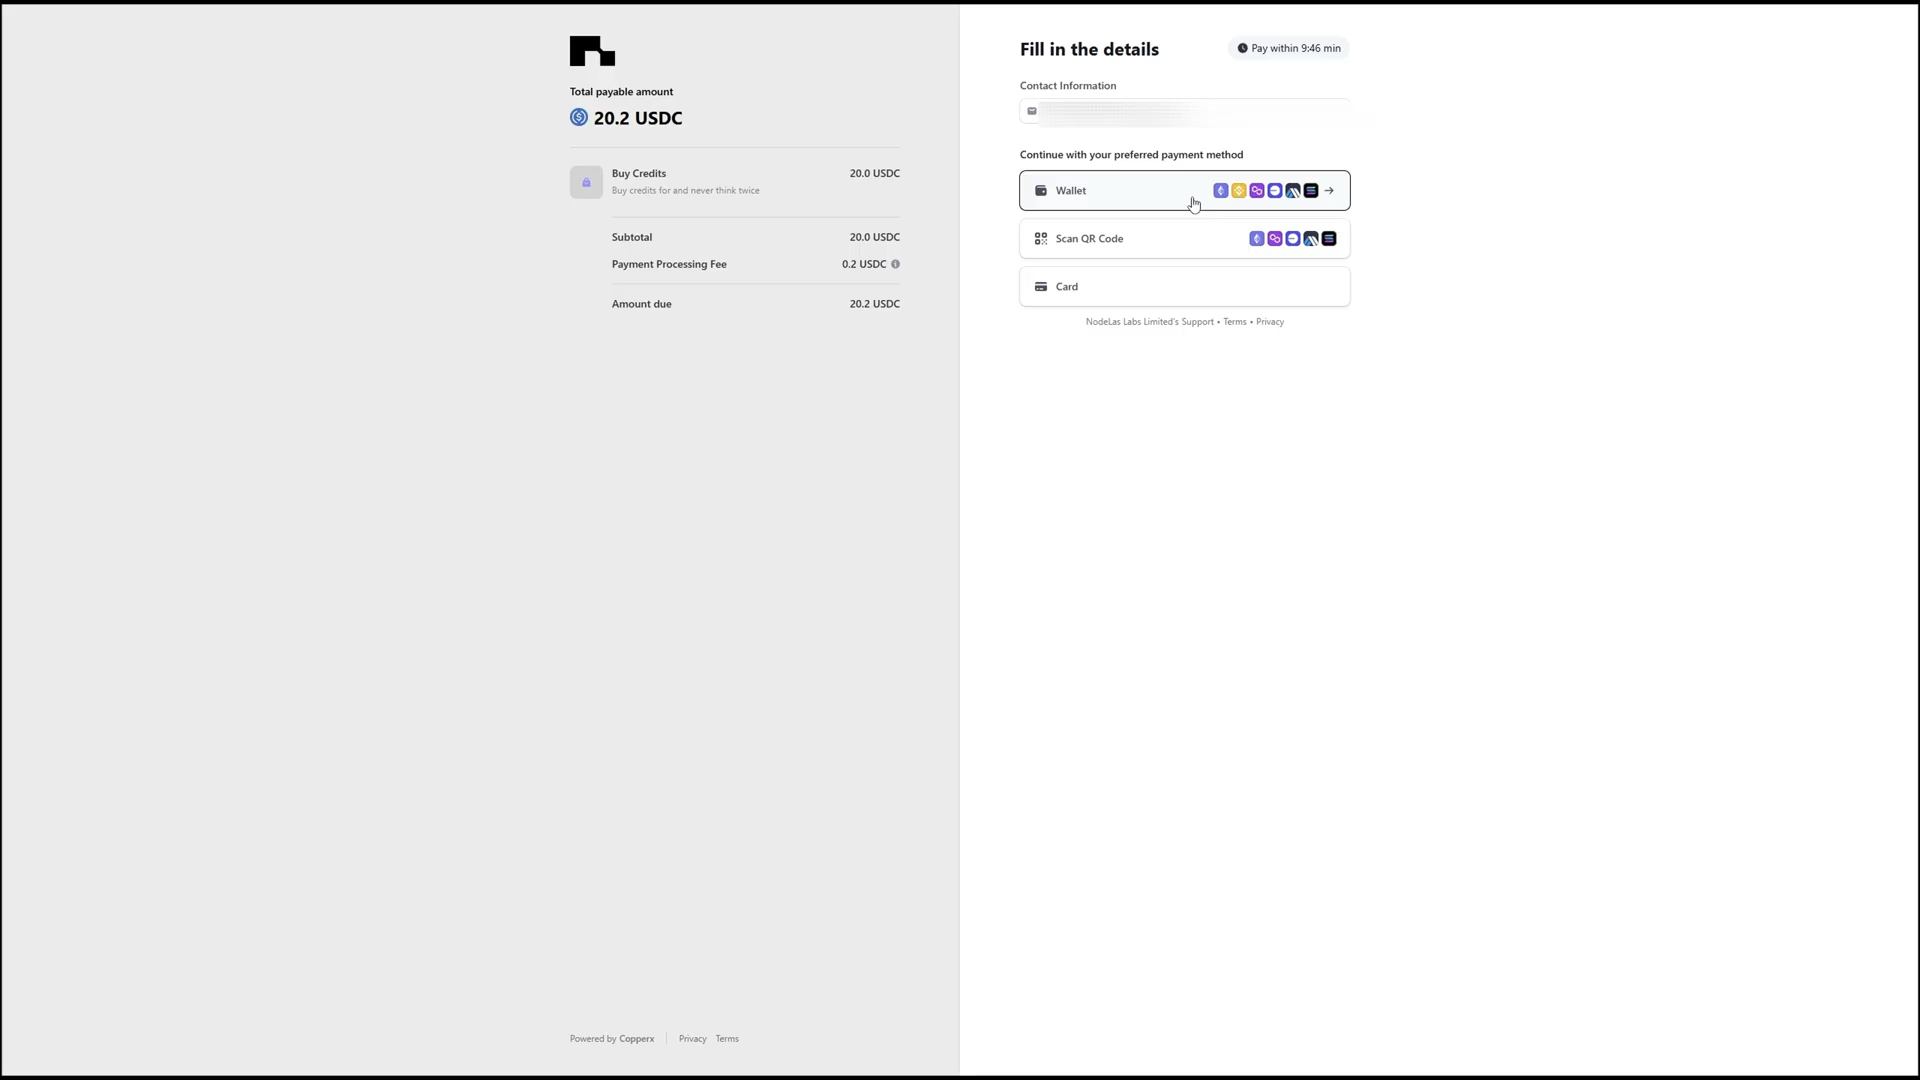 Total payable amount
20.2 USDC
Buy Credits 20.0 USDC
Buy credits for and never think twice
Subtotal 20.0 USDC
Payment Processing Fee 0.2 USDC
Amount due 20.2 USDC
Powered by Copperx Privacy Terms
Fill in the details Pay within 9:46 min
Contact Information
Continue with your preferred payment method
Wallet
Scan QR Code
Card
NodeLas Labs Limited's Support • Terms • Privacy